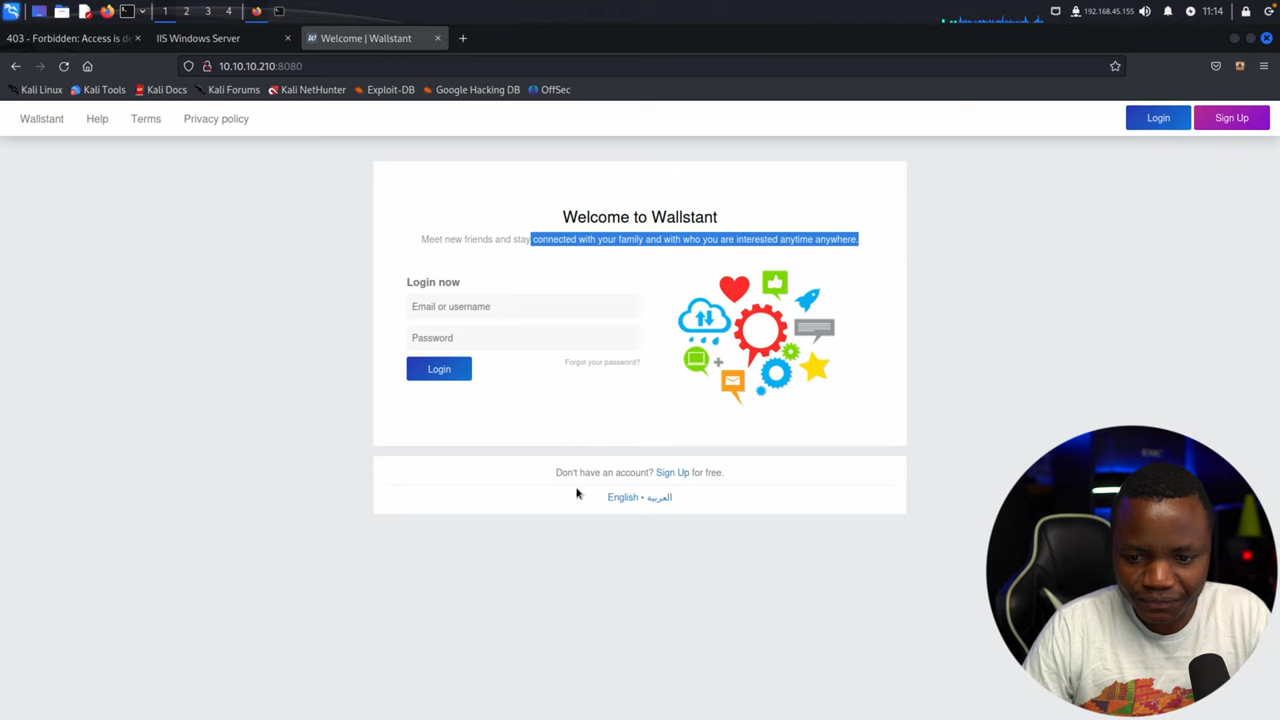 1 2 3 4 192.168.45.155 11:14
403 - Forbidden: Access is de IIS Windows Server Welcome | Wallstant
10.10.10.210:8080
Kali Linux Kali Tools Kali Docs Kali Forums Kali NetHunter Exploit-DB Google Hacking DB OffSec
Wallstant Help Terms Privacy policy Login Sign Up
Welcome to Wallstant
Meet new friends and stay connected with your family and with who you are interested anytime anywhere.
Login now
Email or username
Password
Login Forgot your password?
Don't have an account? Sign Up for free.
English • العربية